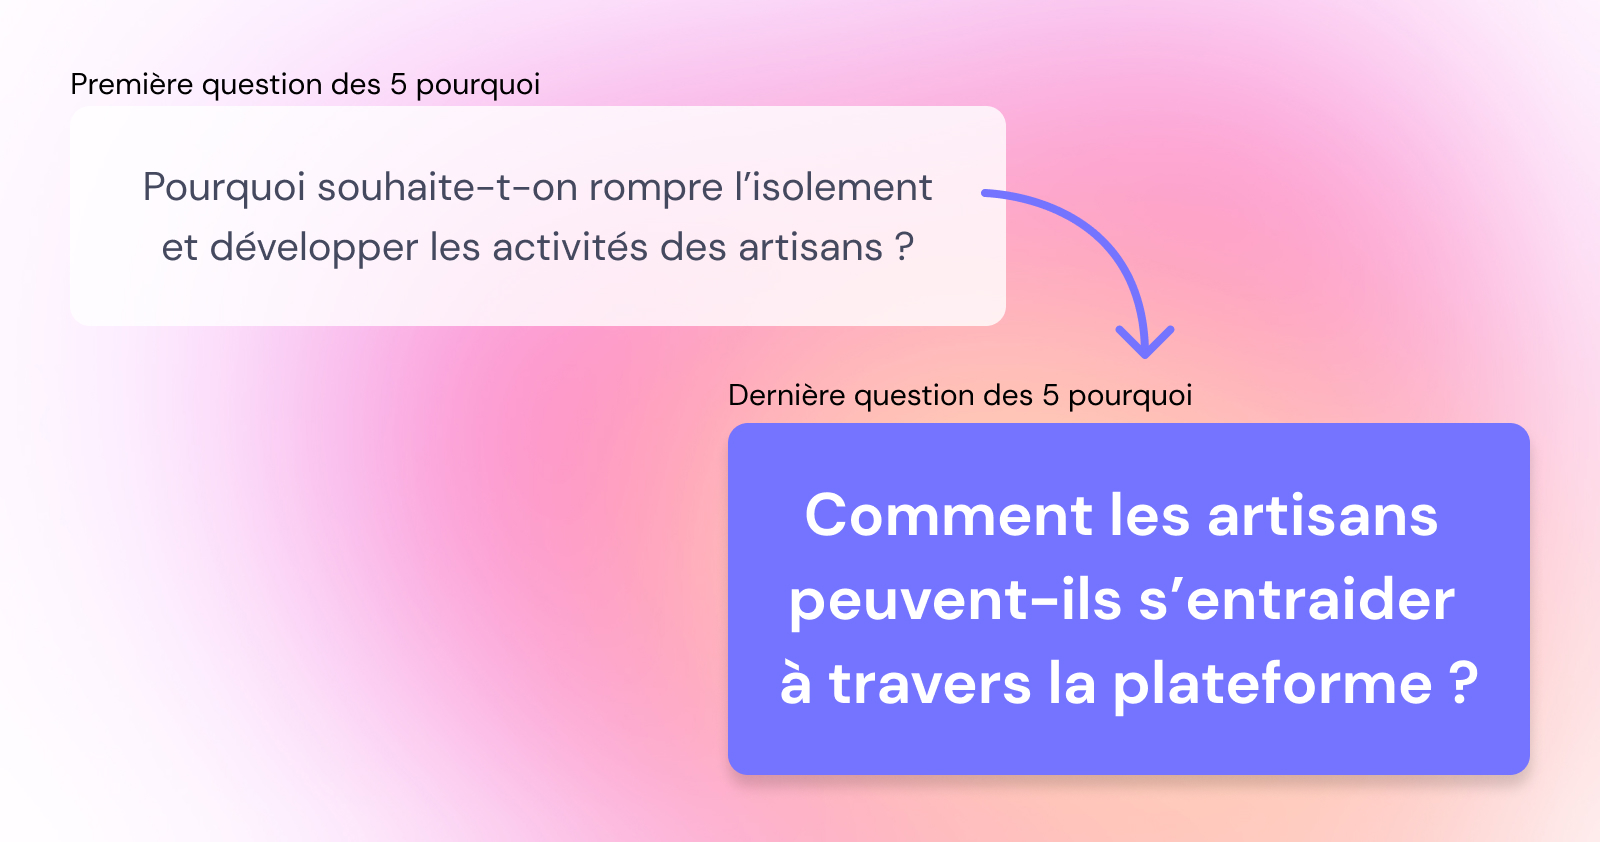 Première question des 5 pourquoi
Pourquoi souhaite-t-on rompre l’isolement
et développer les activités des artisans ?
Dernière question des 5 pourquoi
Comment les artisans
peuvent-ils s’entraider
à travers la plateforme ?